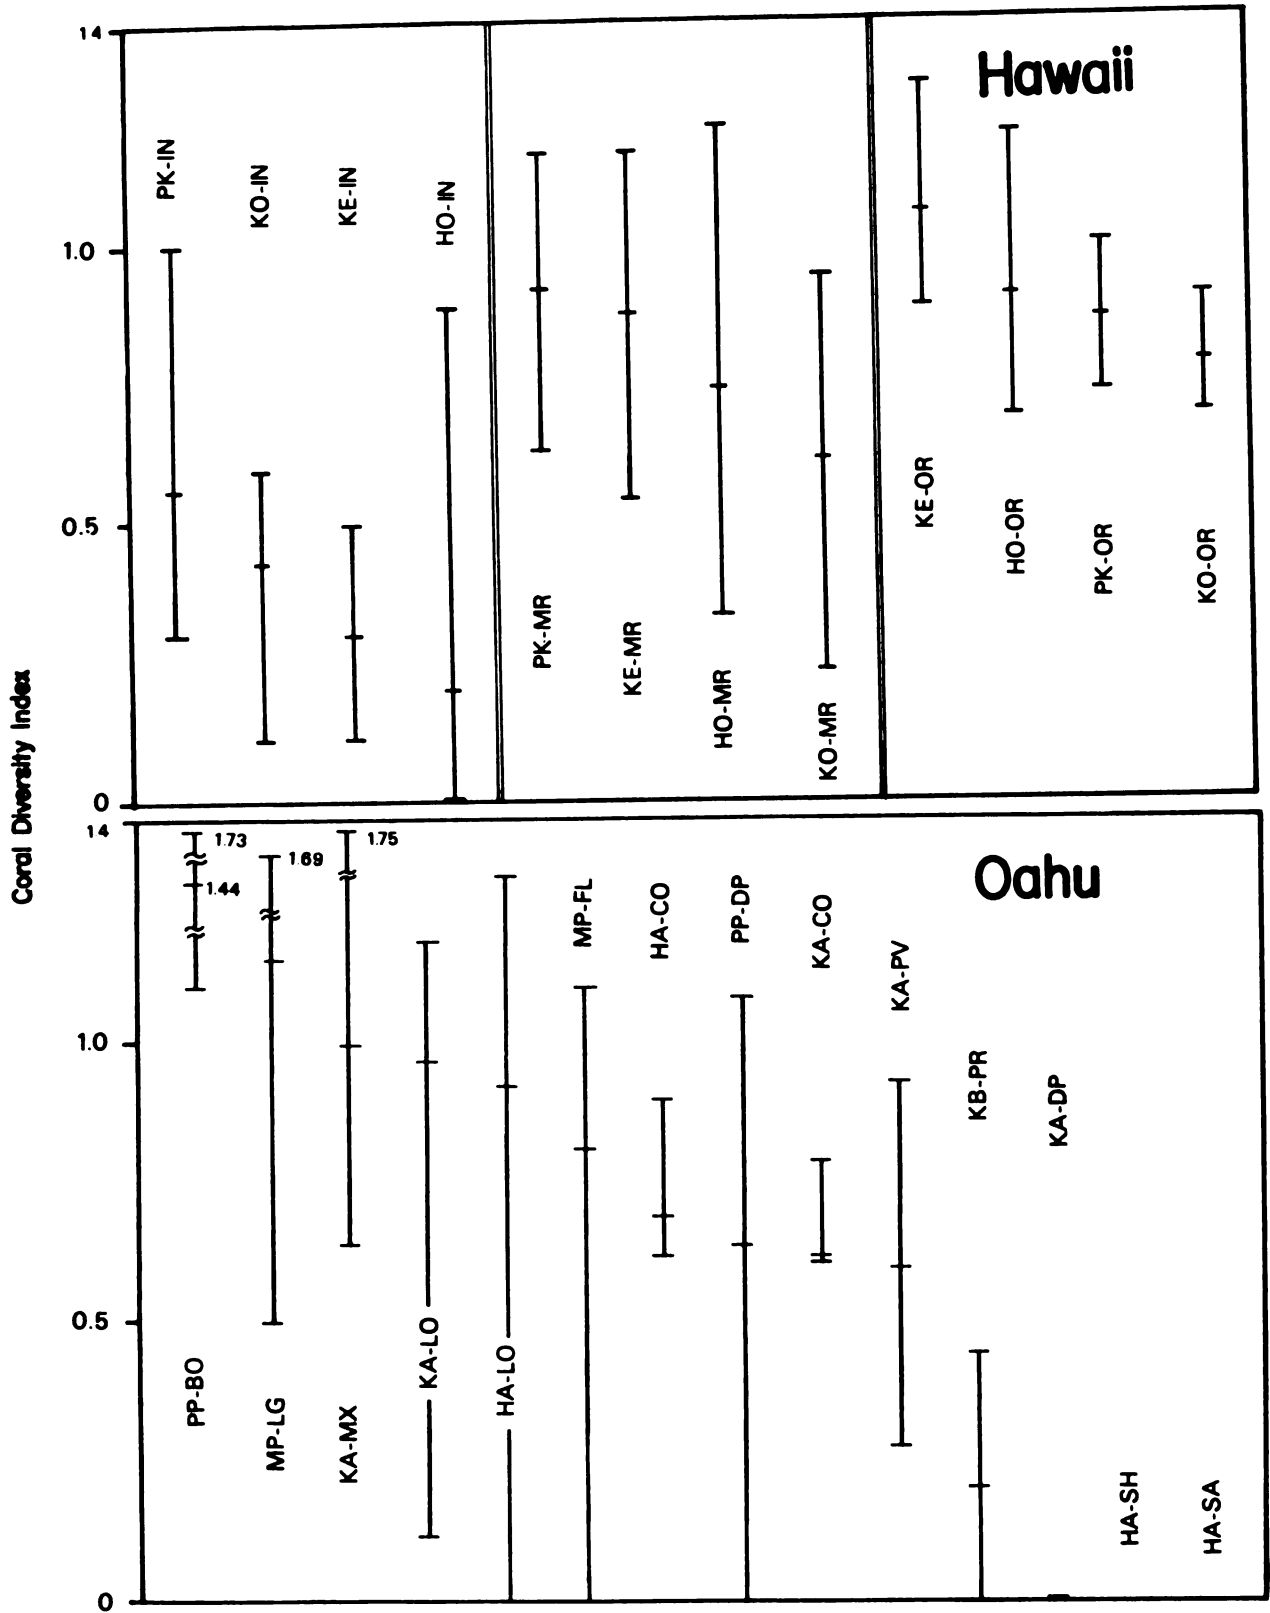 Coral Diversity Index
14
1.0
0.5
0
Hawaii
PK-IN
KO-IN
KE-IN
HO-IN
PK-MR
KE-MR
HO-MR
KO-MR
KE-OR
HO-OR
PK-OR
KO-OR
14
1.0
0.5
0
Oahu
1.73
1.44
1.69
1.75
PP-BO
MP-LG
KA-MX
KA-LO
HA-LO
MP-FL
HA-CO
PP-DP
KA-CO
KA-PV
KB-PR
KA-DP
HA-SH
HA-SA